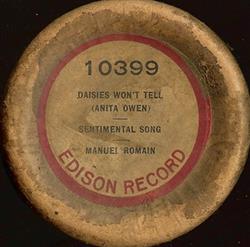 10399
DAISIES WON'T TELL
(ANITA OWEN)
SENTIMENTAL SONG
MANUEL ROMAIN
EDISON RECORD